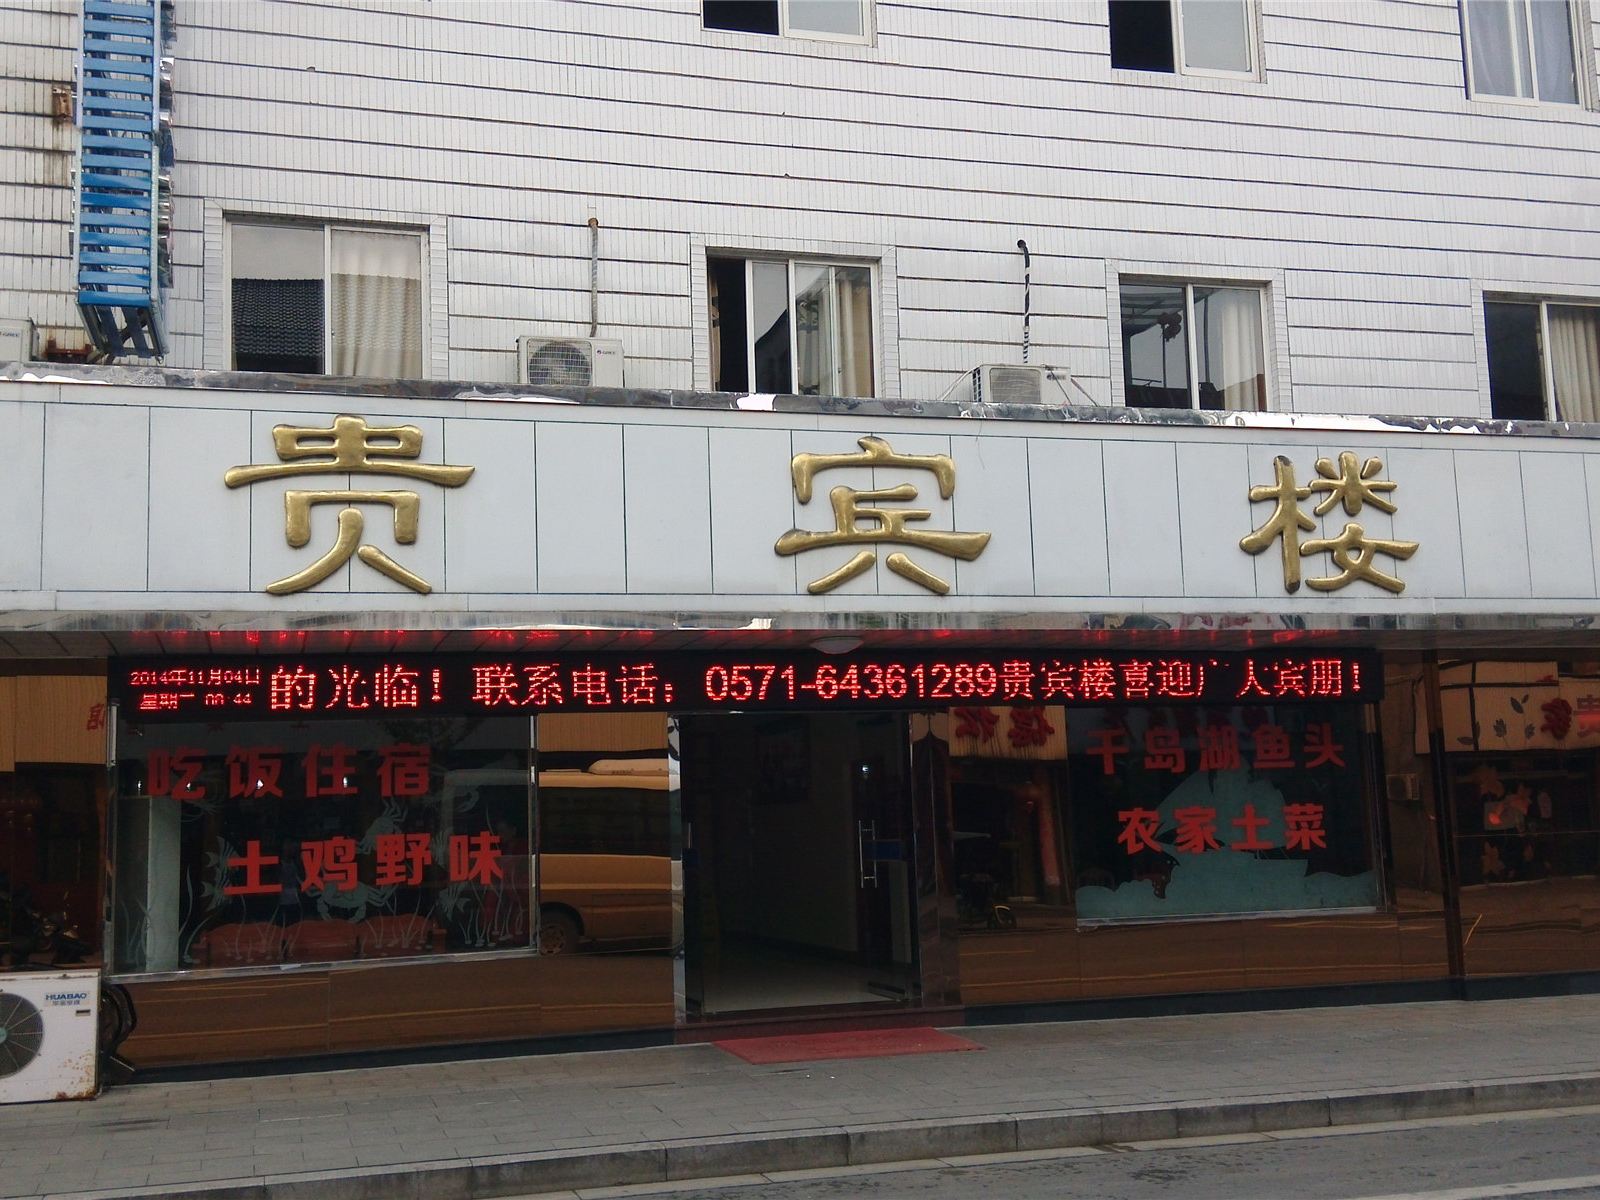 贵宾楼
2014年11月04日
的光临！联系电话：0571-64361289贵宾楼喜迎广大宾朋！
吃饭住宿
土鸡野味
千岛湖鱼头
农家土菜
HUABAO
GREE